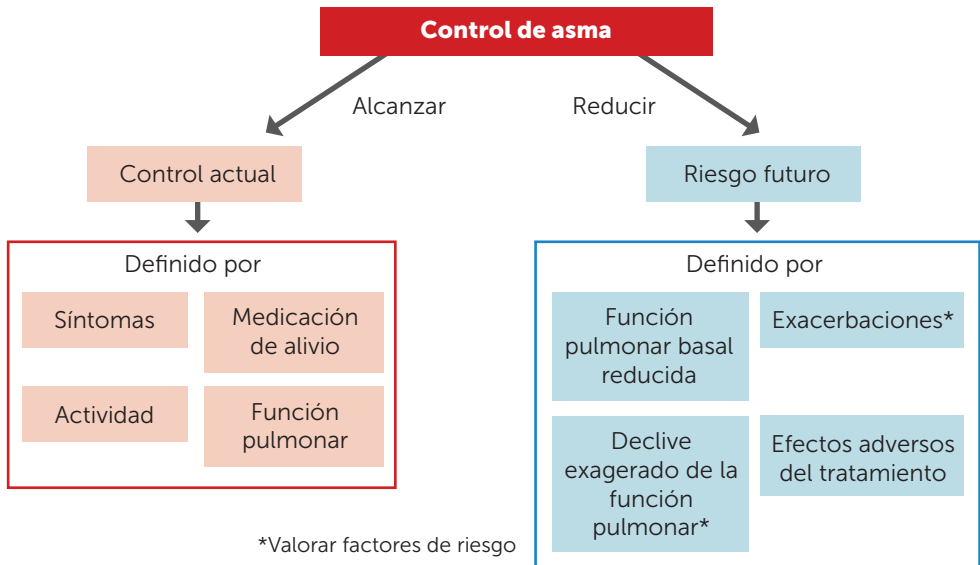 Control de asma
Alcanzar
Reducir
Control actual
Riesgo futuro
Definido por
Síntomas
Medicación
de alivio
Actividad
Función
pulmonar
Definido por
Función
pulmonar basal
reducida
Exacerbaciones*
Declive
exagerado de la
función
pulmonar*
Efectos adversos
del tratamiento
*Valorar factores de riesgo